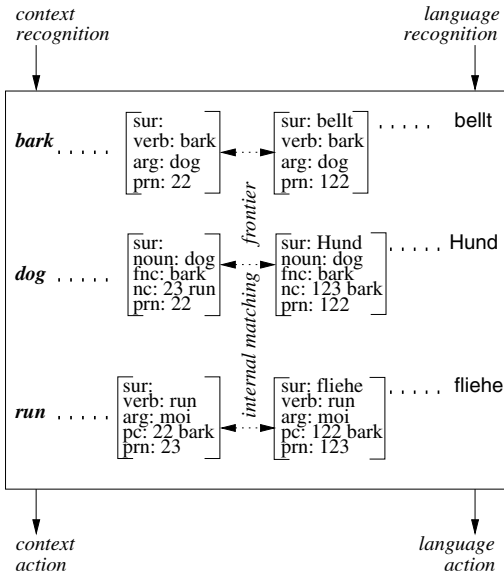 context
recognition
language
recognition
bark . . . . .
sur:
verb: bark
arg: dog
prn: 22
sur: bellt
verb: bark
arg: dog
prn: 122
. . . . . bellt
internal matching frontier
dog . . . . .
sur:
noun: dog
fnc: bark
nc: 23 run
prn: 22
sur: Hund
noun: dog
fnc: bark
nc: 123 bark
prn: 122
. . . . . Hund
run . . . . .
sur:
verb: run
arg: moi
pc: 22 bark
prn: 23
sur: fliehe
verb: run
arg: moi
pc: 122 bark
prn: 123
. . . . . fliehe
context
action
language
action